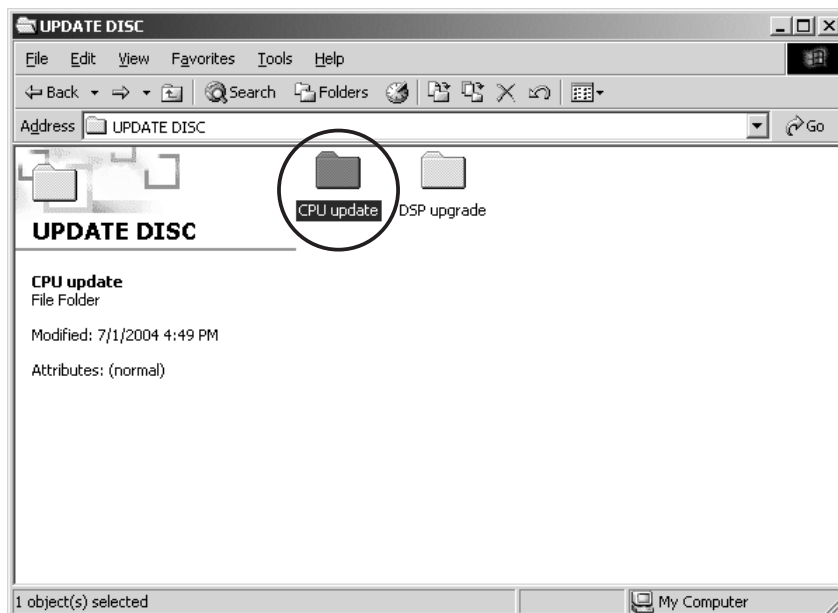 UPDATE DISC
File Edit View Favorites Tools Help
Back Search Folders
Address UPDATE DISC Go
CPU update DSP upgrade
UPDATE DISC
CPU update
File Folder
Modified: 7/1/2004 4:49 PM
Attributes: (normal)
1 object(s) selected My Computer